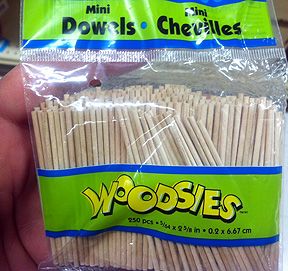 Mini Mini
Dowels • Chevilles
WOODSIES
250 pcs • 5/64 x 2 5/8 in • 0.2 x 6.67 cm